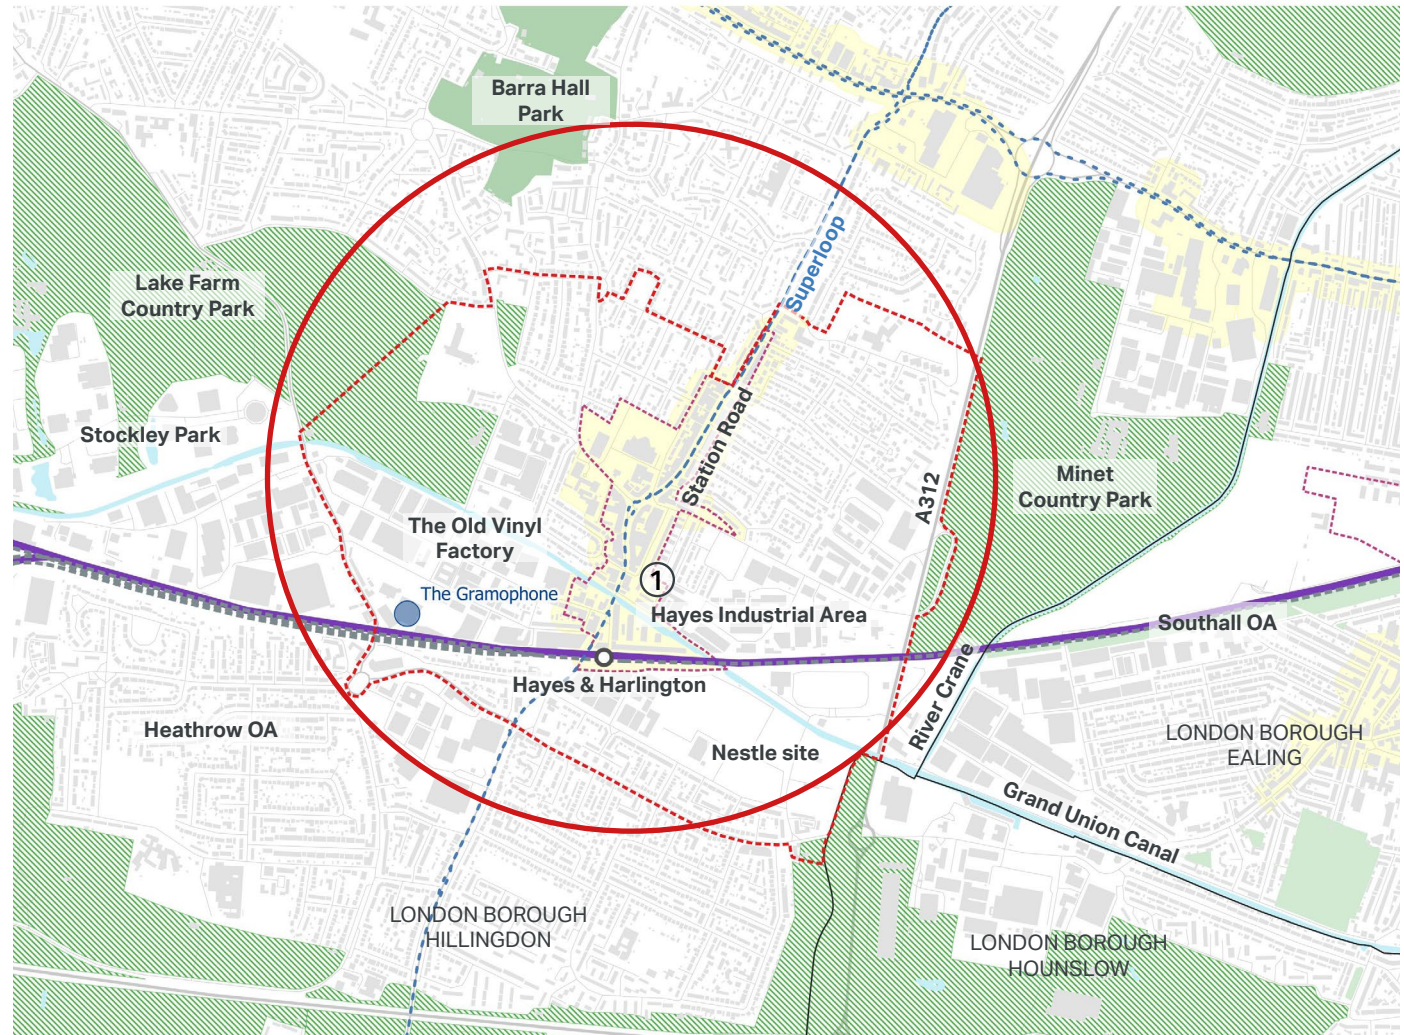 Barra Hall
Park
Superloop
Lake Farm
Country Park
Stockley Park
Station Road
A312
Minet
Country Park
The Old Vinyl
Factory
The Gramophone
1
Hayes Industrial Area
Southall OA
Hayes & Harlington
River Crane
Heathrow OA
Nestle site
LONDON BOROUGH
EALING
Grand Union Canal
LONDON BOROUGH
HILLINGDON
LONDON BOROUGH
HOUNSLOW